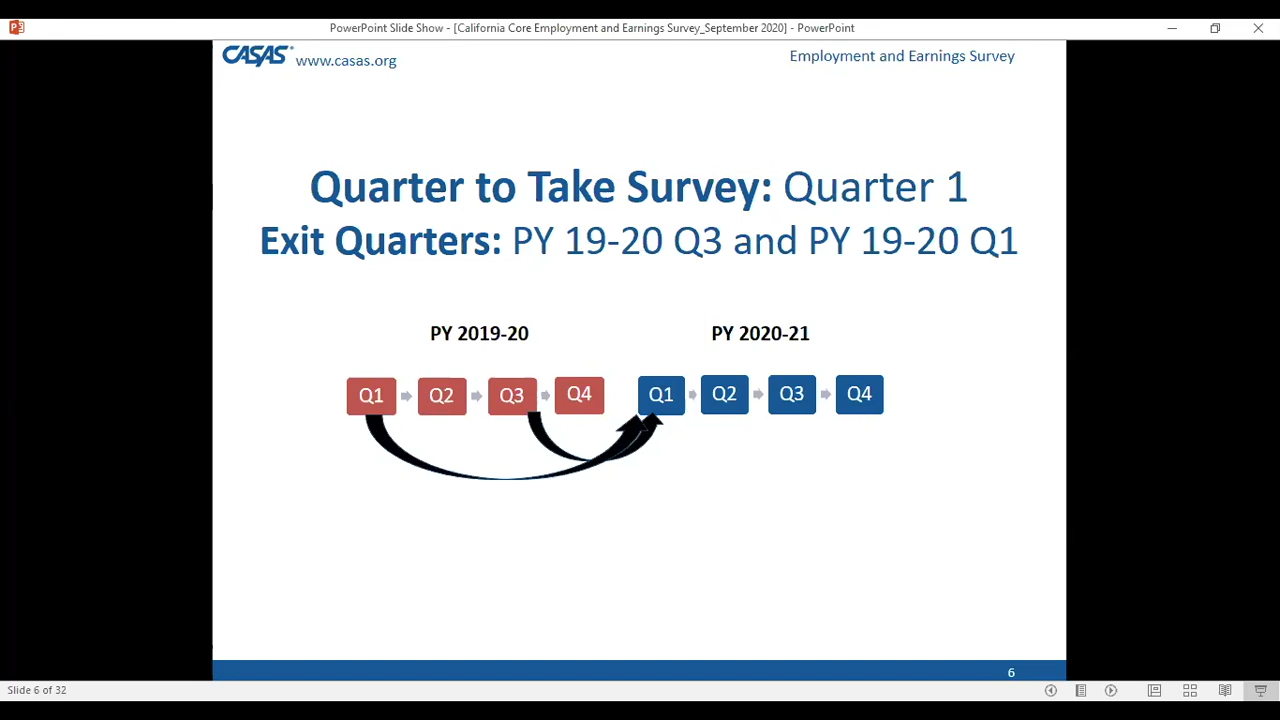 PowerPoint Slide Show - [California Core Employment and Earnings Survey_September 2020] - PowerPoint
CASAS www.casas.org
Employment and Earnings Survey
Quarter to Take Survey: Quarter 1
Exit Quarters: PY 19-20 Q3 and PY 19-20 Q1
PY 2019-20
PY 2020-21
Q1 Q2 Q3 Q4 Q1 Q2 Q3 Q4
6
Slide 6 of 32